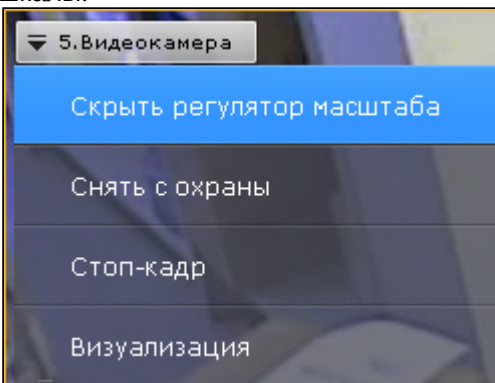 5.Видеокамера
Скрыть регулятор масштаба
Снять с охраны
Стоп-кадр
Визуализация